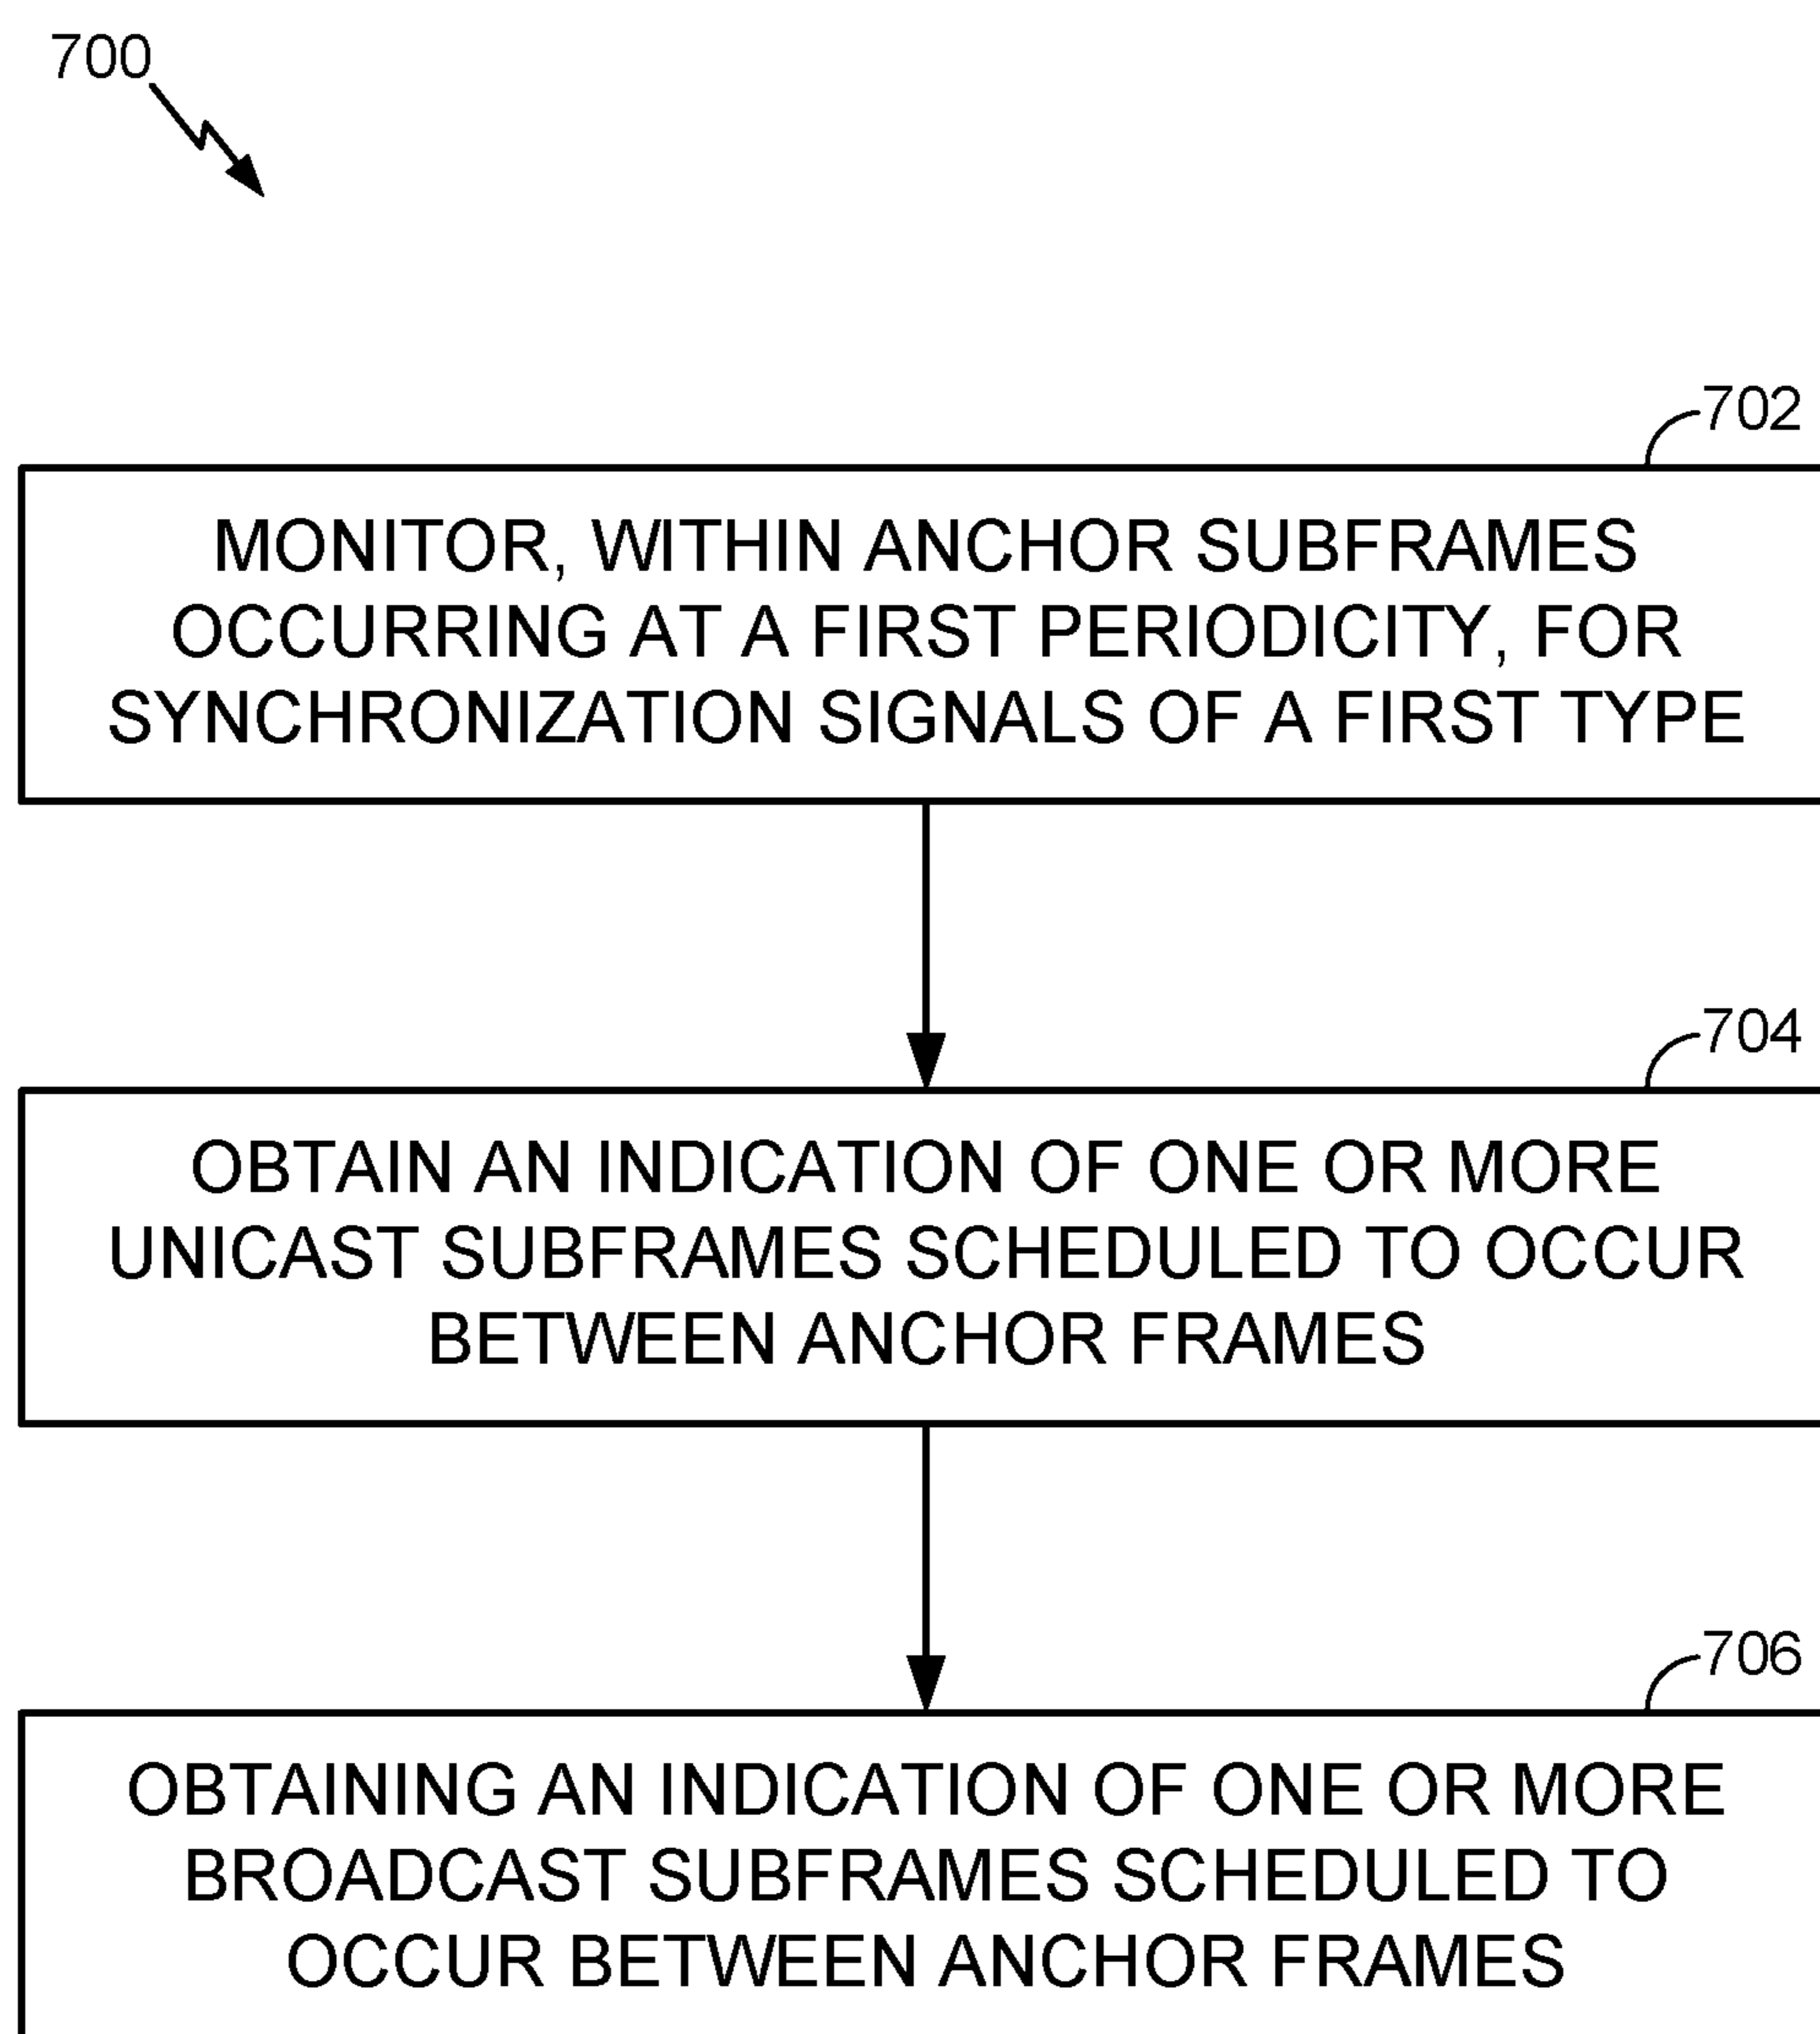 700
702
MONITOR, WITHIN ANCHOR SUBFRAMES
OCCURRING AT A FIRST PERIODICITY, FOR
SYNCHRONIZATION SIGNALS OF A FIRST TYPE
704
OBTAIN AN INDICATION OF ONE OR MORE
UNICAST SUBFRAMES SCHEDULED TO OCCUR
BETWEEN ANCHOR FRAMES
706
OBTAINING AN INDICATION OF ONE OR MORE
BROADCAST SUBFRAMES SCHEDULED TO
OCCUR BETWEEN ANCHOR FRAMES